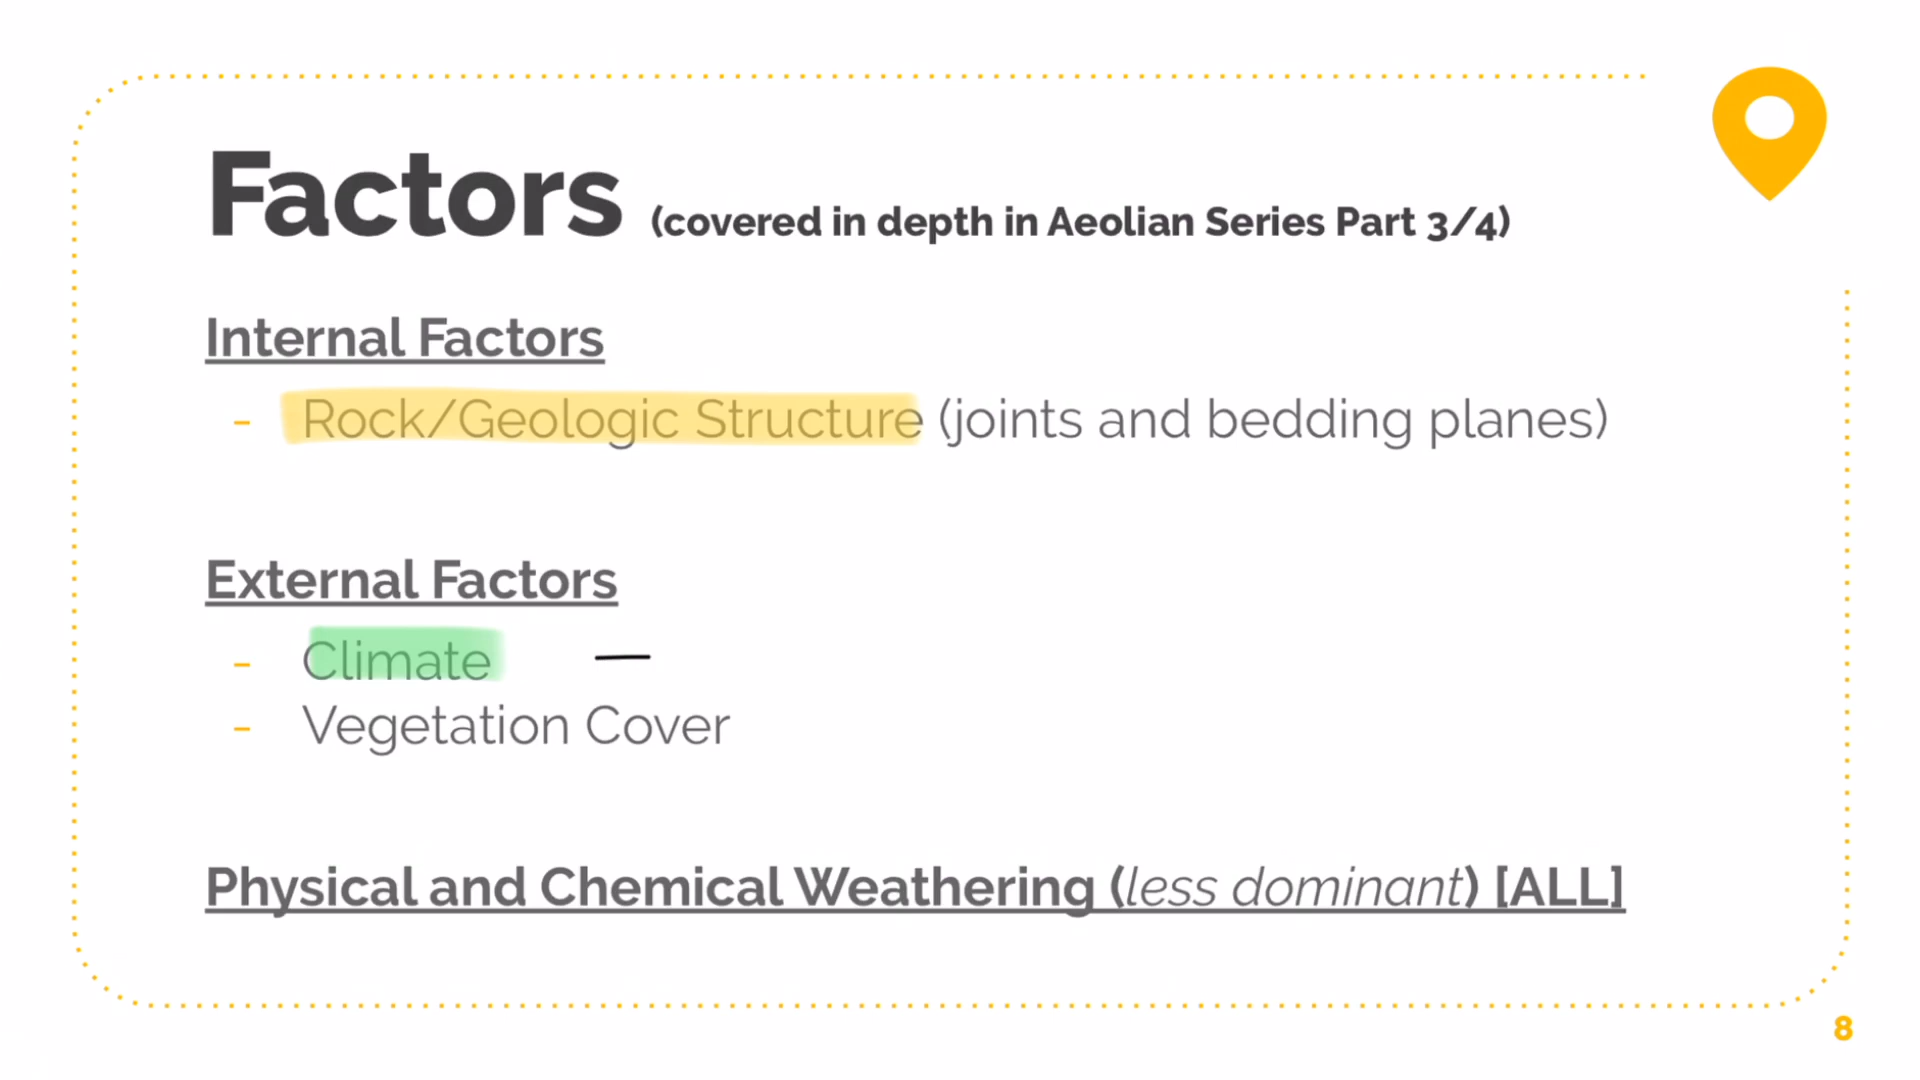 Factors (covered in depth in Aeolian Series Part 3/4)
Internal Factors
- Rock/Geologic Structure (joints and bedding planes)
External Factors
- Climate —
- Vegetation Cover
Physical and Chemical Weathering (less dominant) [ALL]
8